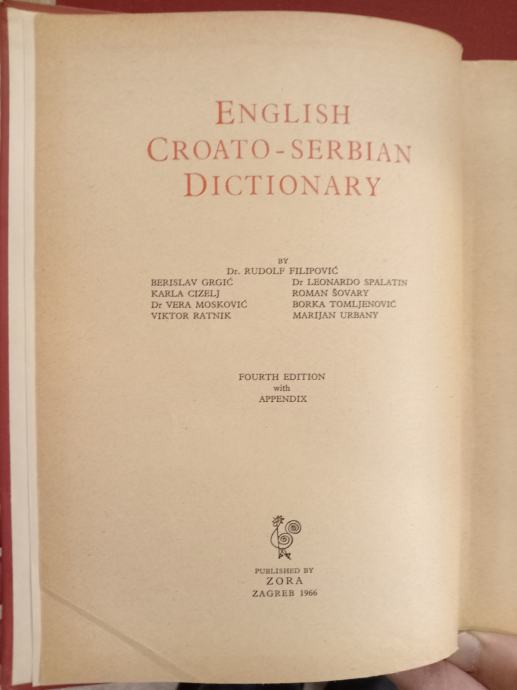 ENGLISH
CROATO-SERBIAN
DICTIONARY
BY
Dr. RUDOLF FILIPOVIĆ
BERISLAV GRGIĆ
KARLA CIZELJ
Dr VERA MOSKOVIĆ
VIKTOR RATNIK
Dr LEONARDO SPALATIN
ROMAN ŠOVARY
BORKA TOMLJENOVIĆ
MARIJAN URBANY
FOURTH EDITION
with
APPENDIX
PUBLISHED BY
ZORA
ZAGREB 1966